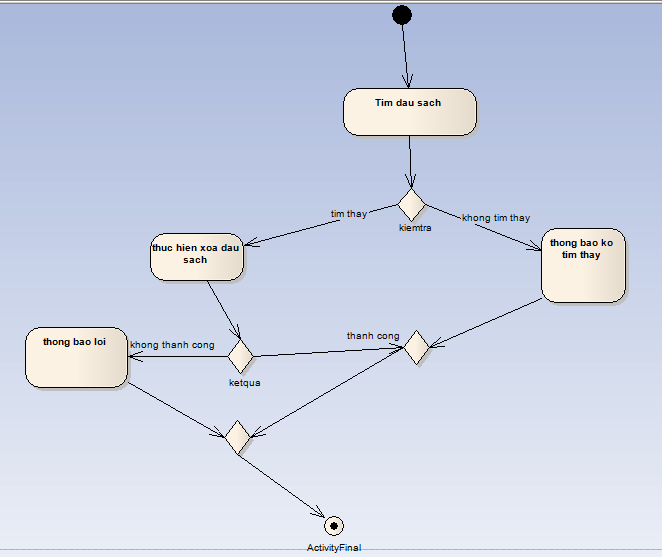 Tim dau sach
tim thay
khong tim thay
kiemtra
thuc hien xoa dau
sach
thong bao ko
tim thay
thong bao loi
khong thanh cong
thanh cong
ketqua
ActivityFinal